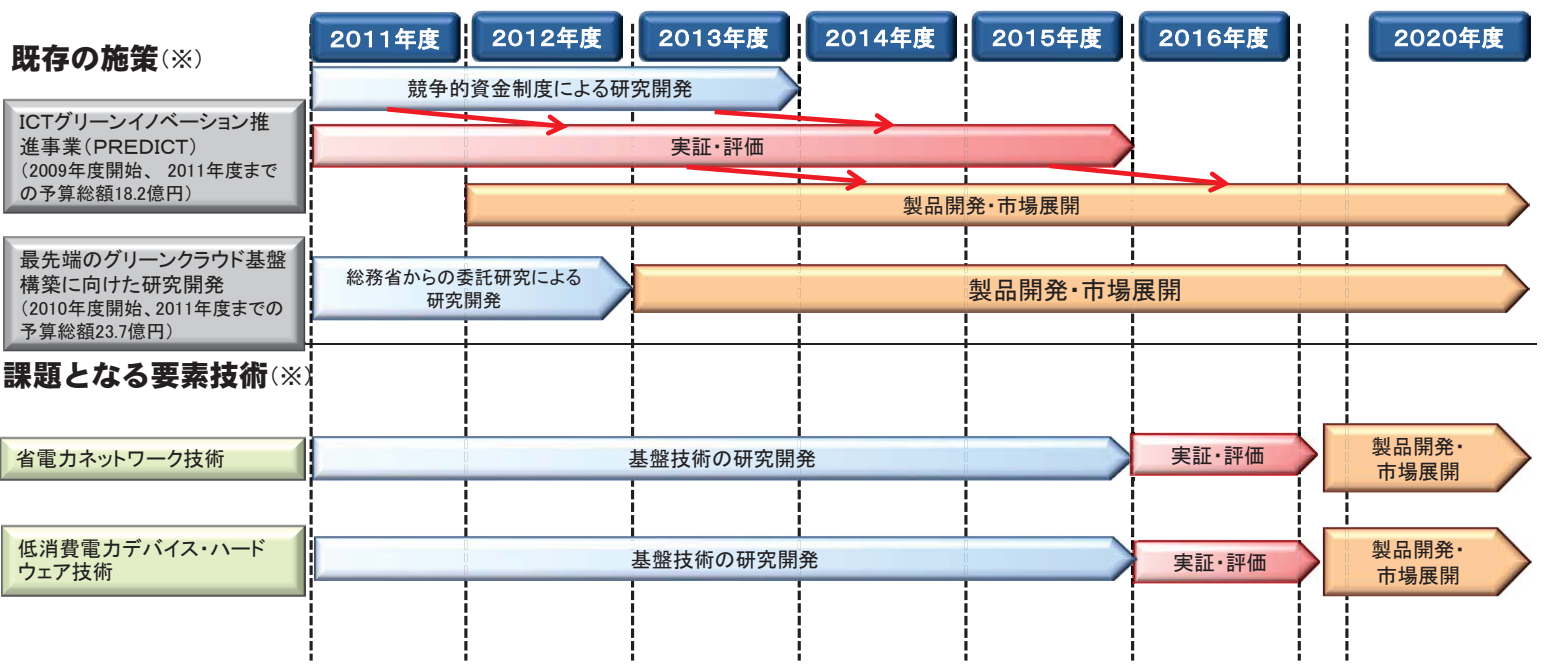 2011年度 2012年度 2013年度 2014年度 2015年度 2016年度 2020年度
既存の施策(※)
競争的資金制度による研究開発
ICTグリーンイノベーション推
進事業(PREDICT)
(2009年度開始、 2011年度まで
の予算総額18.2億円)
実証・評価
製品開発・市場展開
最先端のグリーンクラウド基盤
構築に向けた研究開発
(2010年度開始、2011年度までの
予算総額23.7億円)
総務省からの委託研究による
研究開発
製品開発・市場展開
課題となる要素技術(※)
省電力ネットワーク技術
基盤技術の研究開発
実証・評価
製品開発・
市場展開
低消費電力デバイス・ハード
ウェア技術
基盤技術の研究開発
実証・評価
製品開発・
市場展開